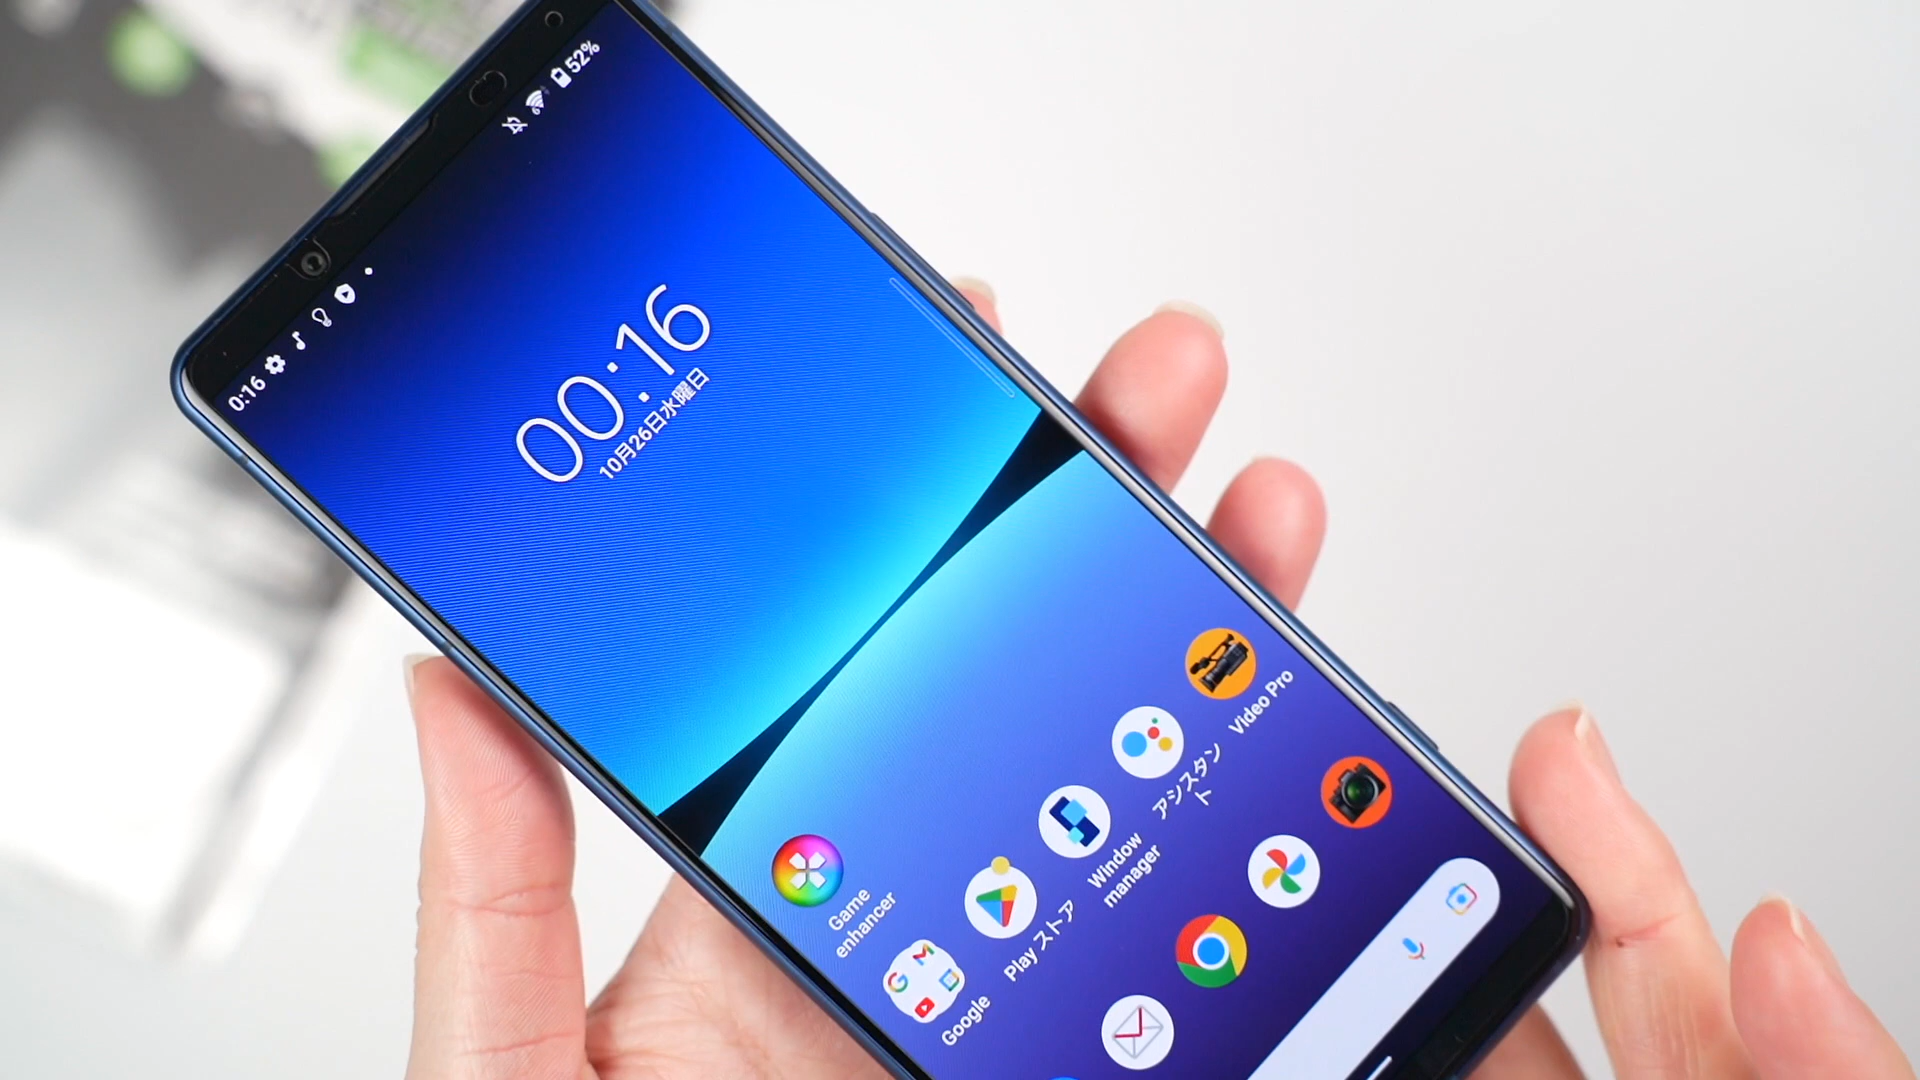 0:16
52%
00:16
10月26日水曜日
Game
enhancer
Play ストア
Window
manager
アシスタン
ト
Video Pro
Google